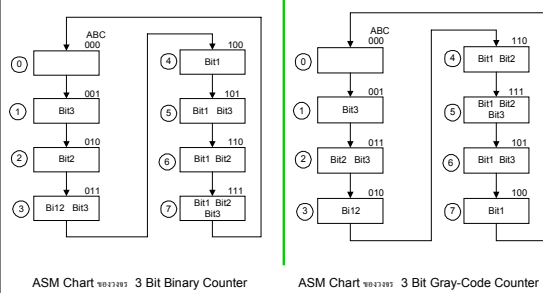 ABC
000
0
001
1
Bit3
010
2
Bit2
011
3
Bi12 Bit3
100
4
Bit1
101
5
Bit1 Bit3
110
6
Bit1 Bit2
111
7
Bit1 Bit2
Bit3
ASM Chart ของวงจร 3 Bit Binary Counter
ABC
000
0
001
1
Bit3
011
2
Bit2 Bit3
010
3
Bi12
110
4
Bit1 Bit2
111
5
Bit1 Bit2
Bit3
101
6
Bit1 Bit3
100
7
Bit1
ASM Chart ของวงจร 3 Bit Gray-Code Counter